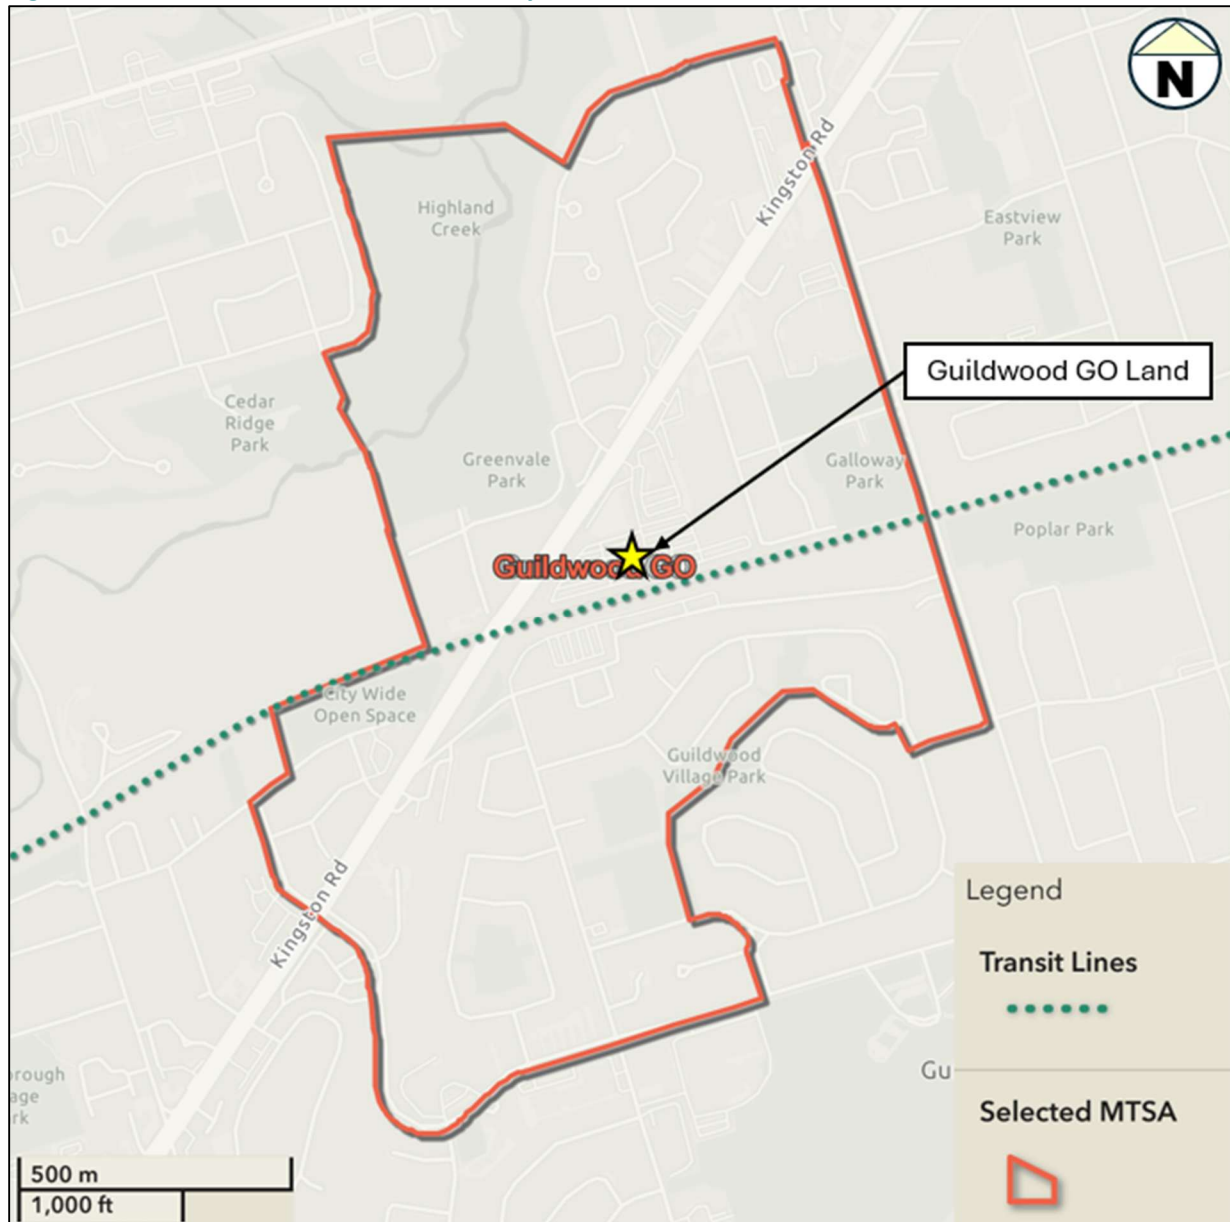 N
Kingston Rd
Highland
Creek
Eastview
Park
Guildwood GO Land
Cedar
Ridge
Park
Greenvale
Park
Galloway
Park
Poplar Park
Guildwood GO
City Wide
Open Space
Guildwood
Village Park
Kingston Rd
Legend
Transit Lines
Gu
Selected MTSA
500 m
1,000 ft